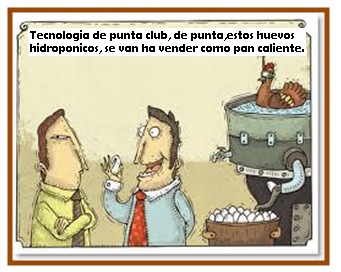 Tecnologia de punta club, de punta,estos huevos
hidroponicos, se van ha vender como pan caliente.